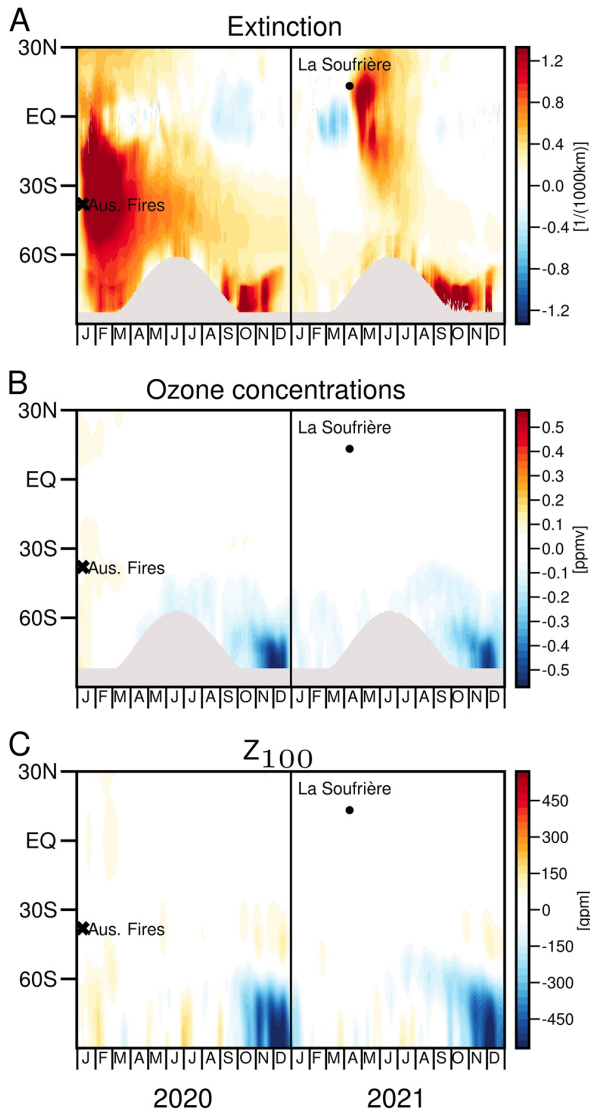 A
Extinction
30N
La Soufrière
1.2
EQ
0.8
0.4
30S
0.0
[1/(1000km)]
Aus. Fires
-0.4
60S
-0.8
-1.2
J F M A M J J A S O N D J F M A M J J A S O N D
B
Ozone concentrations
30N
La Soufrière
0.5
0.4
EQ
0.3
0.2
0.1
30S
0.0
[ppmv]
Aus. Fires
-0.1
-0.2
60S
-0.3
-0.4
-0.5
J F M A M J J A S O N D J F M A M J J A S O N D
C
Z100
30N
La Soufrière
450
EQ
300
150
30S
0
[gpm]
Aus. Fires
-150
60S
-300
-450
J F M A M J J A S O N D J F M A M J J A S O N D
2020 2021